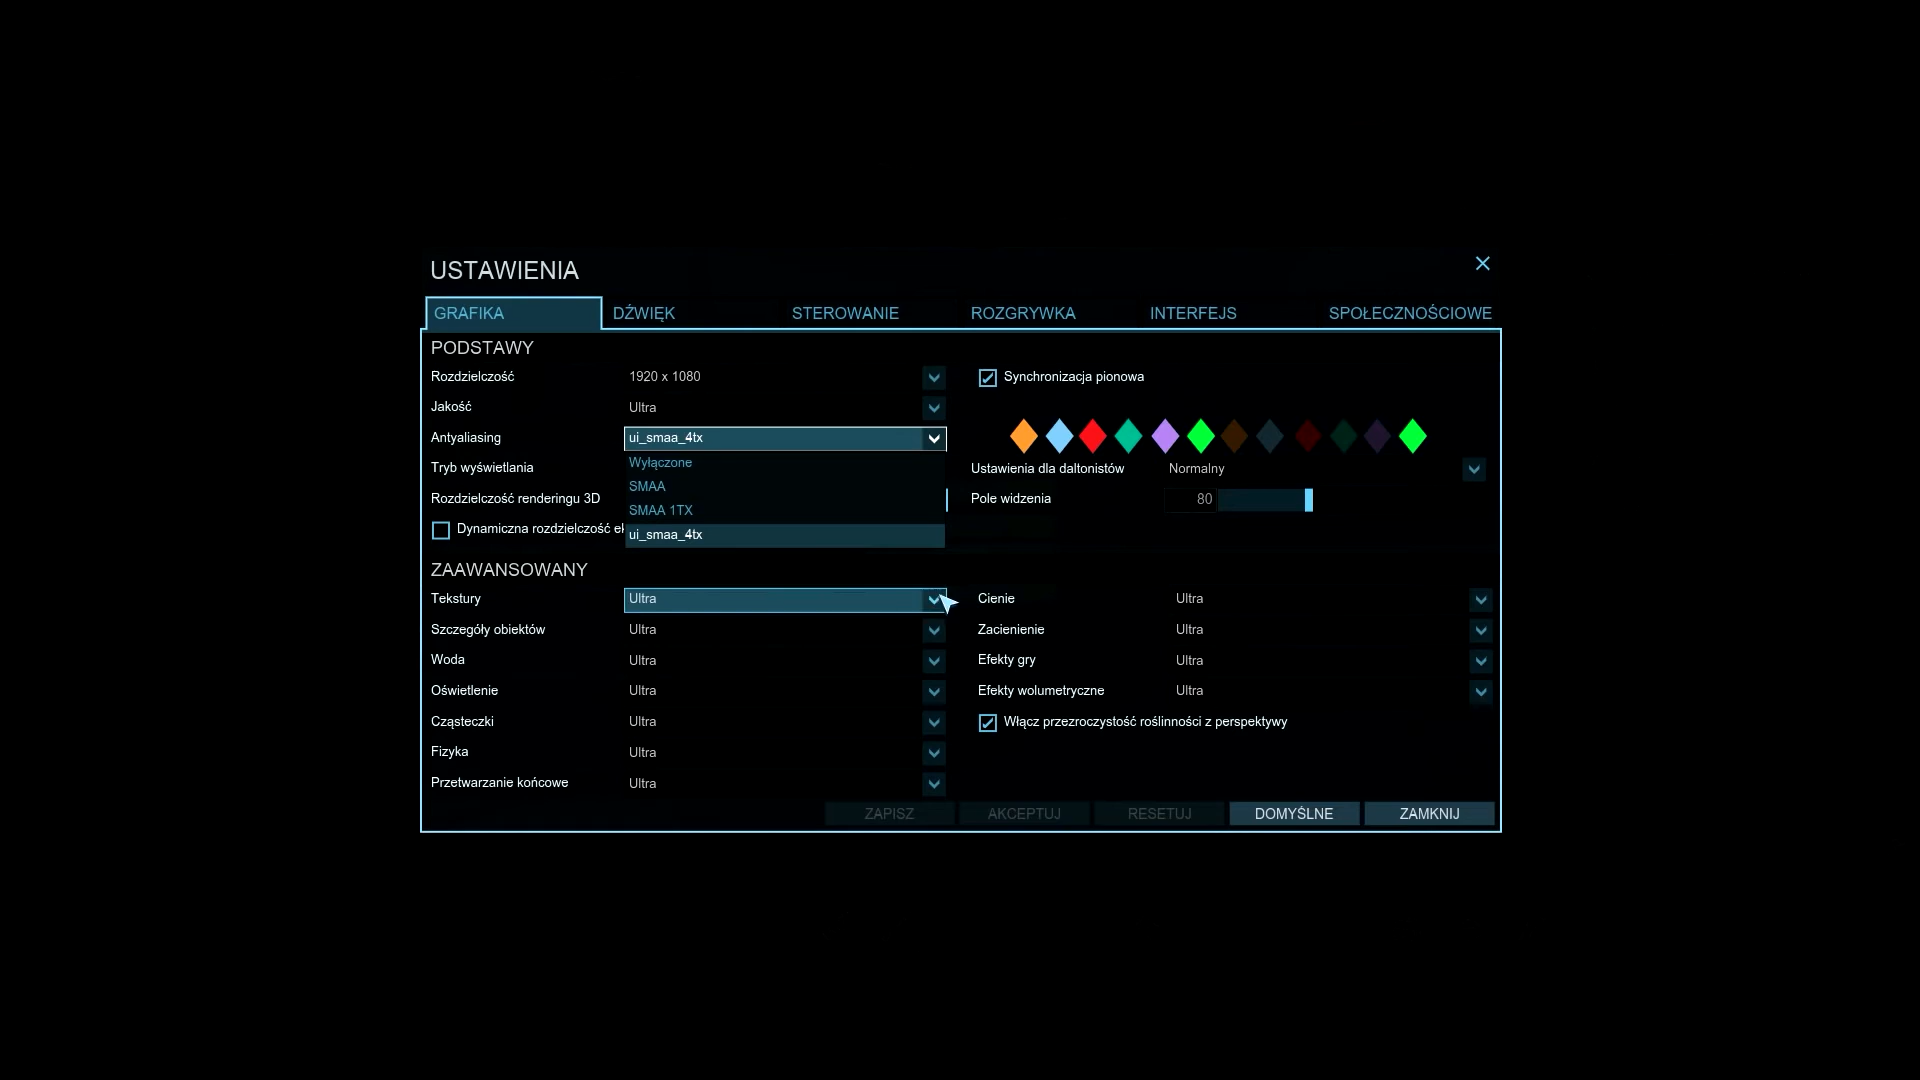 USTAWIENIA
GRAFIKA DŹWIĘK STEROWANIE ROZGRYWKA INTERFEJS SPOŁECZNOŚCIOWE
PODSTAWY
Rozdzielczość 1920 x 1080
Synchronizacja pionowa
Jakość Ultra
Antyaliasing ui_smaa_4tx
Wyłączone
SMAA
SMAA 1TX
ui_smaa_4tx
Tryb wyświetlania
Ustawienia dla daltonistów Normalny
Rozdzielczość renderingu 3D
Pole widzenia 80
Dynamiczna rozdzielczość ek
ZAAWANSOWANY
Tekstury Ultra
Cienie Ultra
Szczegóły obiektów Ultra
Zacienienie Ultra
Woda Ultra
Efekty gry Ultra
Oświetlenie Ultra
Efekty wolumetryczne Ultra
Cząsteczki Ultra
Włącz przezroczystość roślinności z perspektywy
Fizyka Ultra
Przetwarzanie końcowe Ultra
ZAPISZ AKCEPTUJ RESETUJ DOMYŚLNE ZAMKNIJ